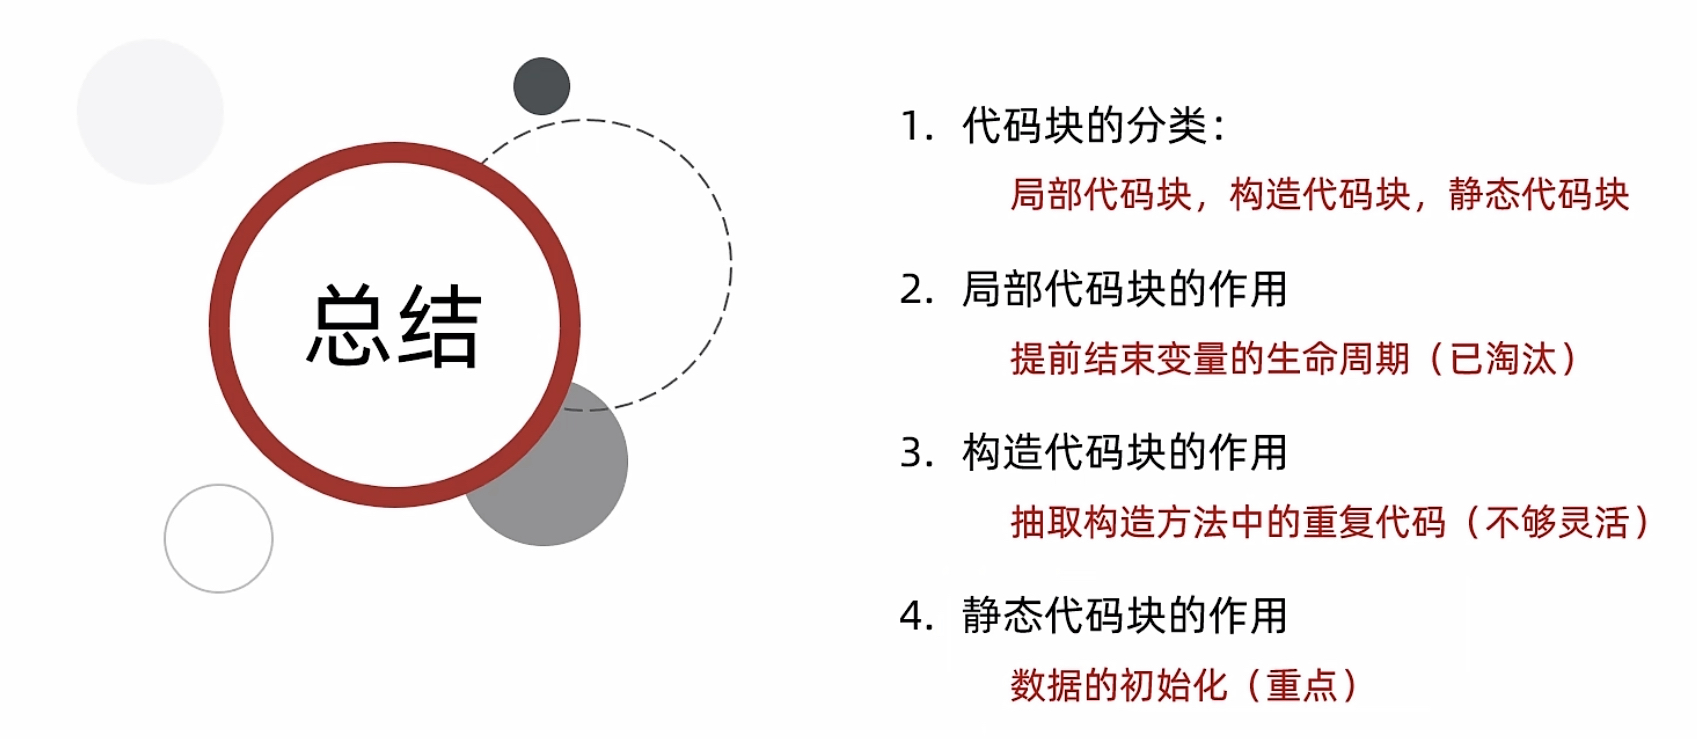 总结
1. 代码块的分类：
局部代码块，构造代码块，静态代码块
2. 局部代码块的作用
提前结束变量的生命周期（已淘汰）
3. 构造代码块的作用
抽取构造方法中的重复代码（不够灵活）
4. 静态代码块的作用
数据的初始化（重点）